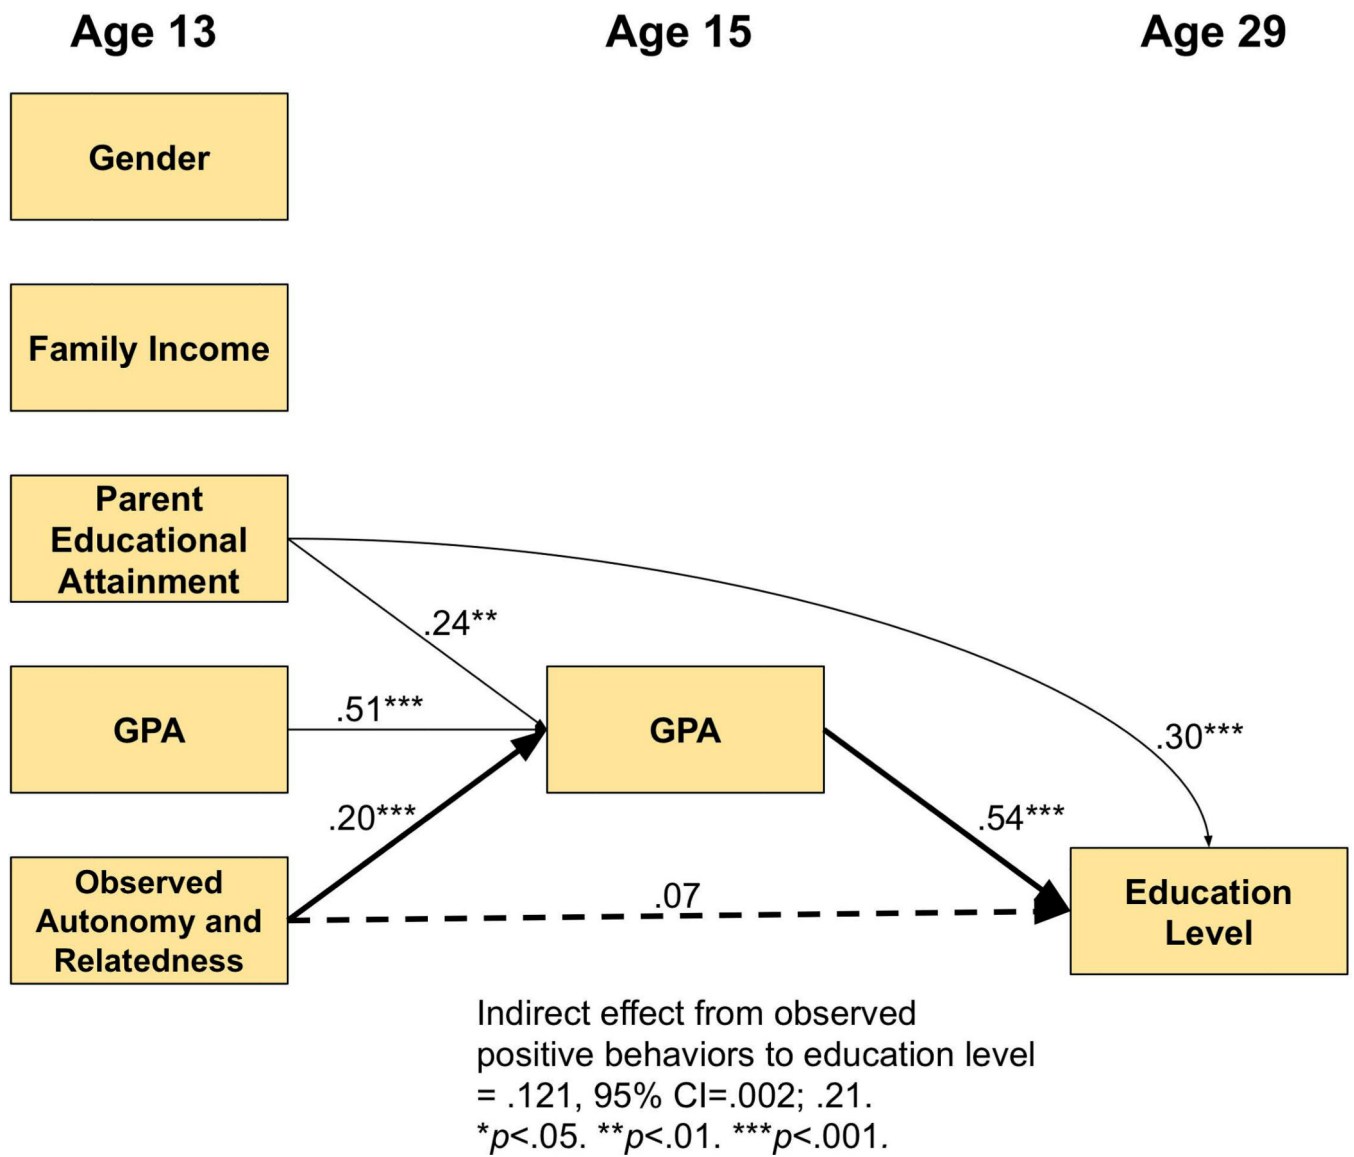 Age 13
Age 15
Age 29
Gender
Family Income
Parent
Educational
Attainment
.24**
GPA
.51***
GPA
.30***
.20***
.54***
Observed
Autonomy and
Relatedness
.07
Education
Level
Indirect effect from observed
positive behaviors to education level
= .121, 95% CI=.002; .21.
*p<.05. **p<.01. ***p<.001.